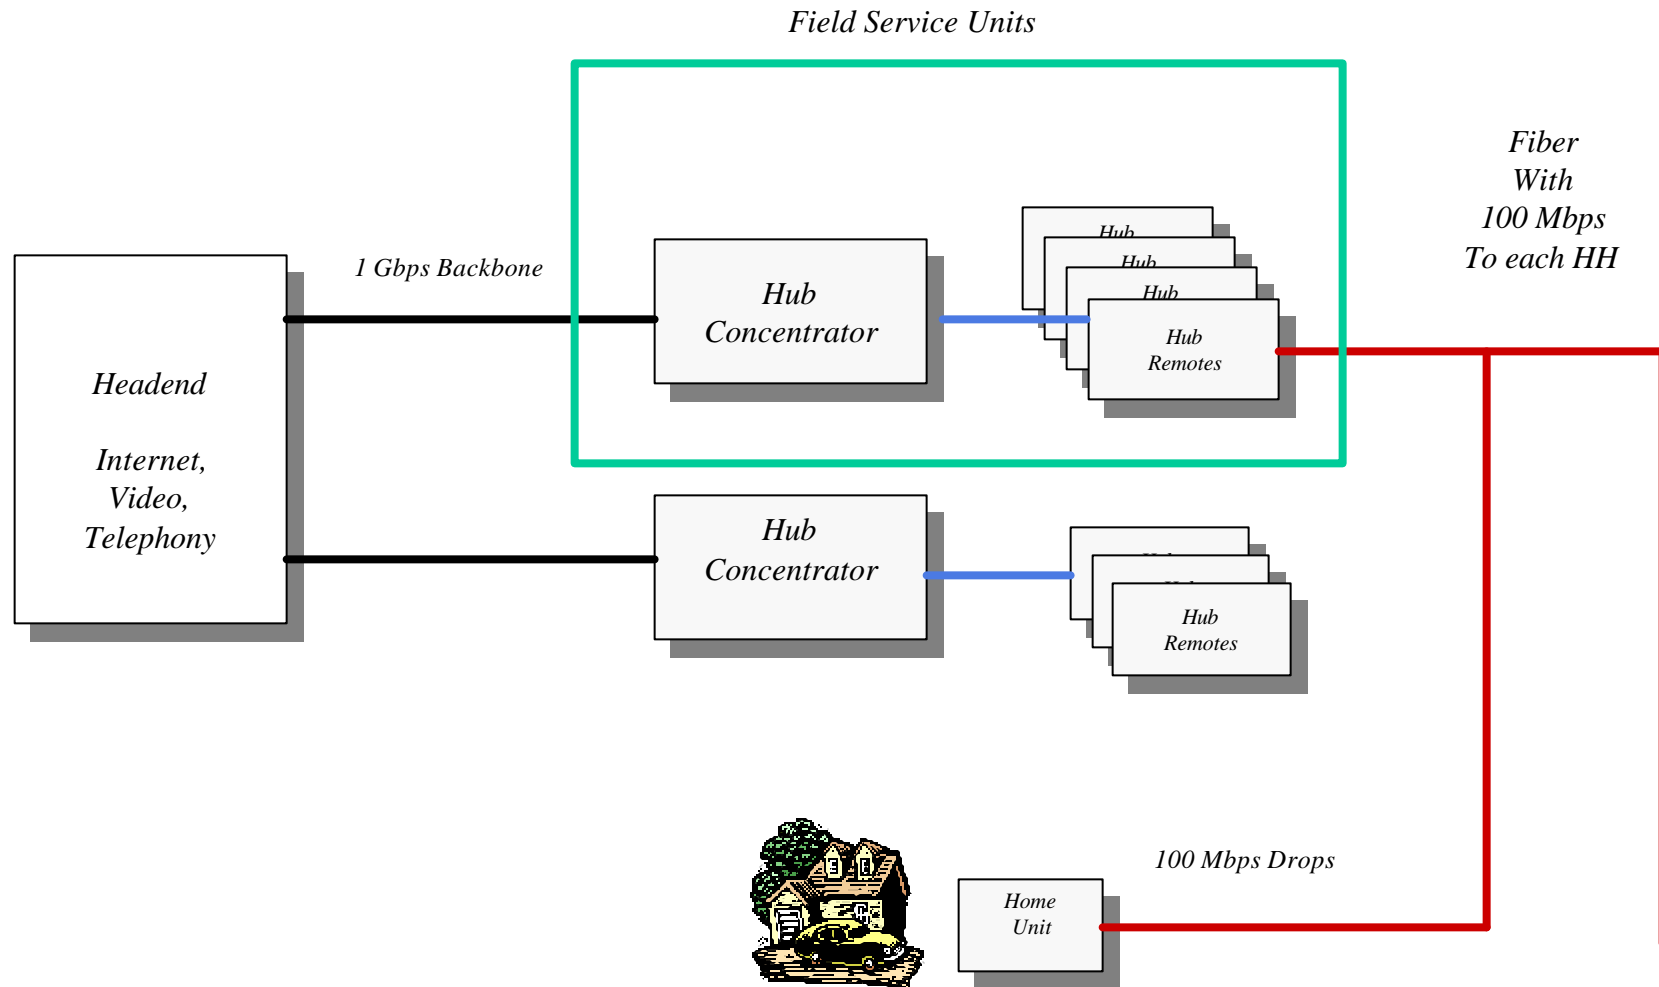 Field Service Units
Fiber
With
100 Mbps
To each HH
1 Gbps Backbone
Headend
Internet,
Video,
Telephony
Hub
Concentrator
Hub
Hub
Hub
Hub
Remotes
Hub
Concentrator
Hub
Remotes
100 Mbps Drops
Home
Unit